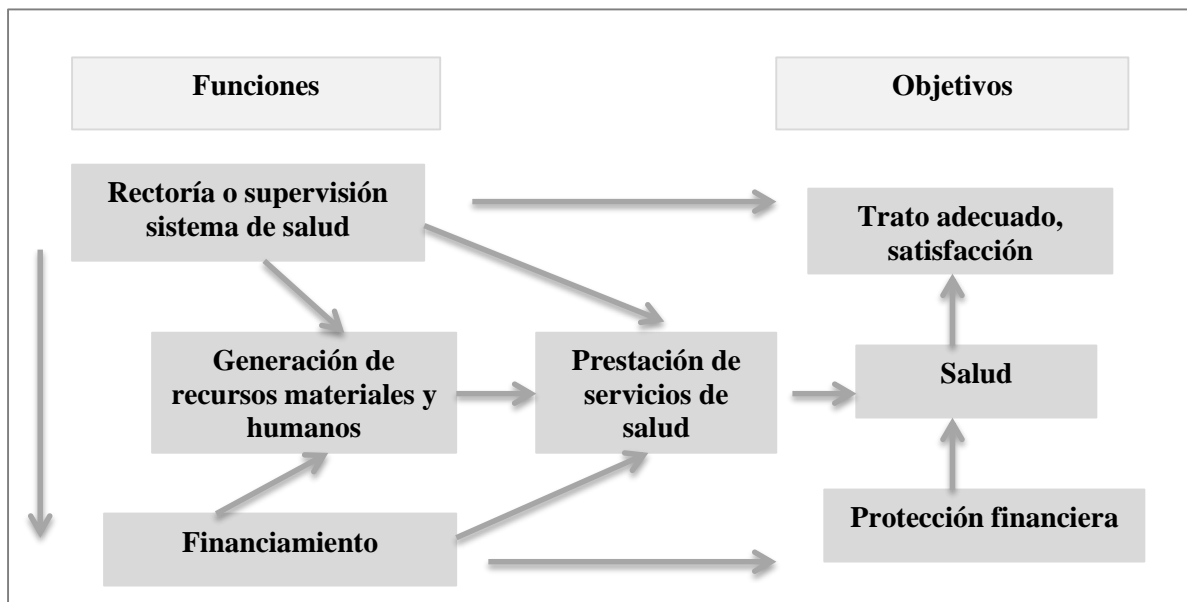 Funciones
Objetivos
Rectoría o supervisión
sistema de salud
Trato adecuado,
satisfacción
Generación de
recursos materiales y
humanos
Prestación de
servicios de
salud
Salud
Financiamiento
Protección financiera